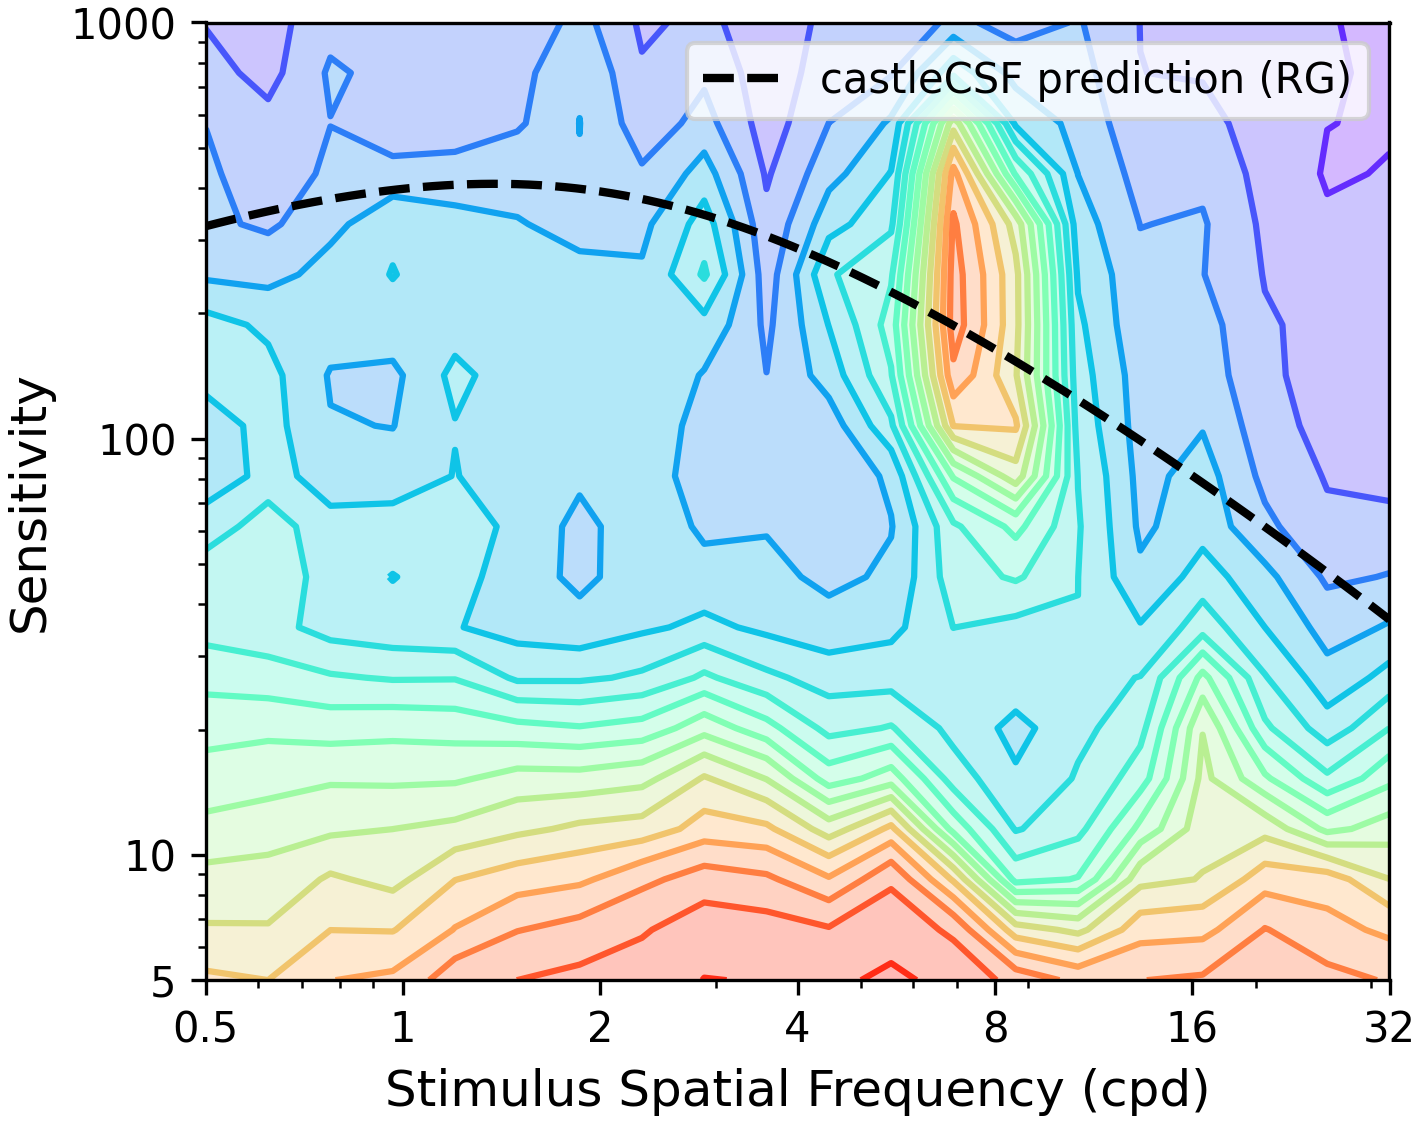 1000
castleCSF prediction (RG)
Sensitivity
100
10
5
0.5 1 2 4 8 16 32
Stimulus Spatial Frequency (cpd)